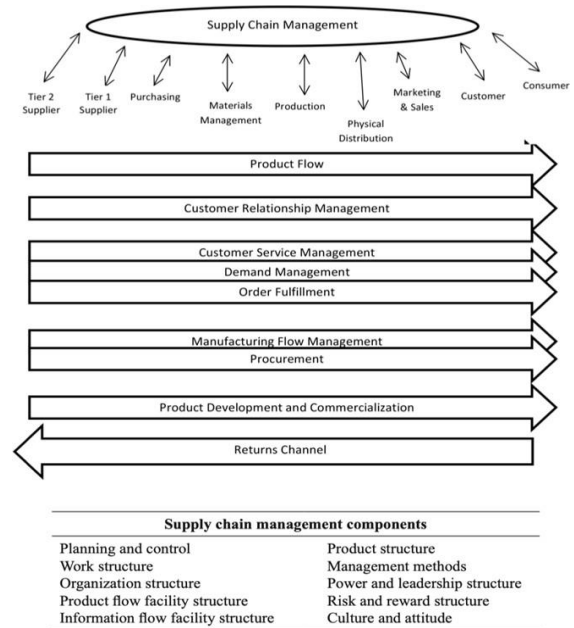 Supply Chain Management
Tier 2
Supplier
Tier 1
Supplier
Purchasing
Materials
Management
Production
Physical
Distribution
Marketing
& Sales
Customer
Consumer
Product Flow
Customer Relationship Management
Customer Service Management
Demand Management
Order Fulfillment
Manufacturing Flow Management
Procurement
Product Development and Commercialization
Returns Channel
Supply chain management components
Planning and control
Work structure
Organization structure
Product flow facility structure
Information flow facility structure
Product structure
Management methods
Power and leadership structure
Risk and reward structure
Culture and attitude